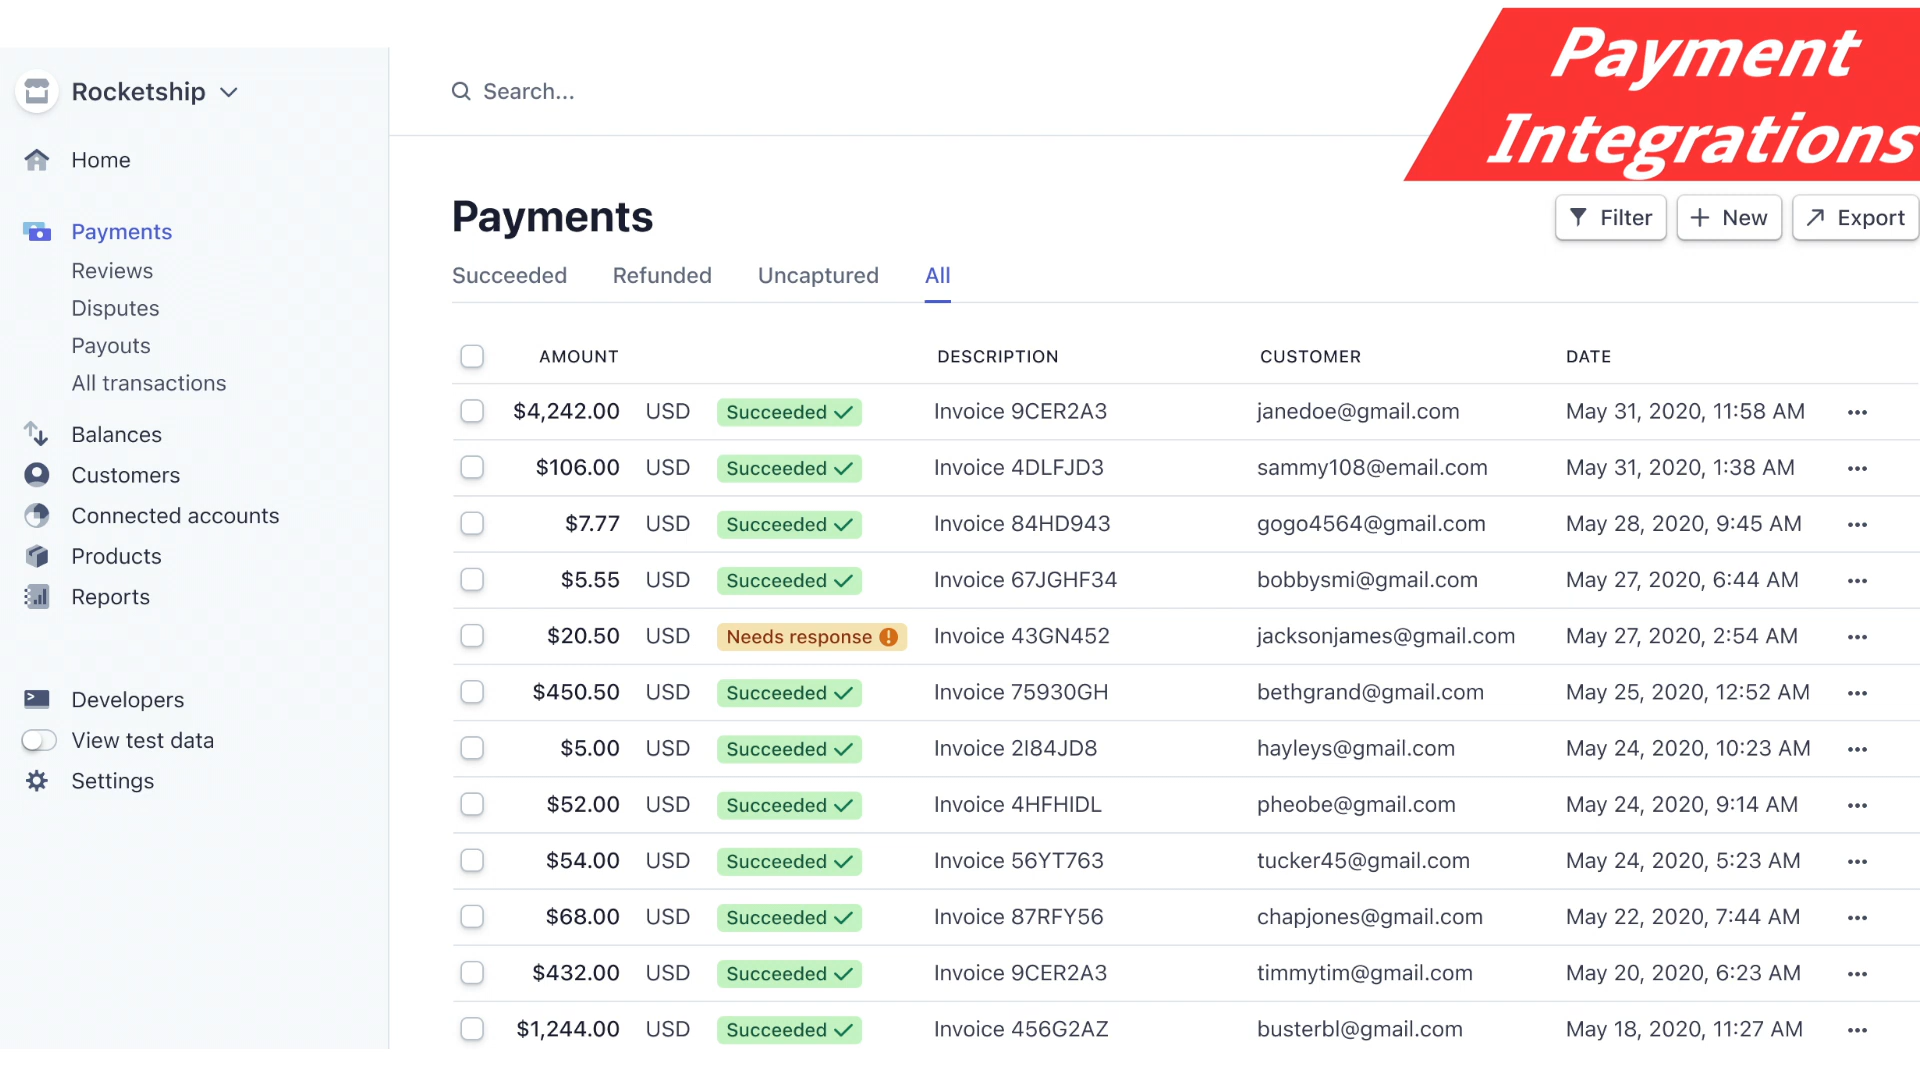 Payment
Integrations
Rocketship
Search...
Home
Payments
Reviews
Disputes
Payouts
All transactions
Balances
Customers
Connected accounts
Products
Reports
Developers
View test data
Settings
Payments
Filter
New
Export
Succeeded Refunded Uncaptured All
AMOUNT DESCRIPTION CUSTOMER DATE
$4,242.00 USD Succeeded Invoice 9CER2A3 janedoe@gmail.com May 31, 2020, 11:58 AM
$106.00 USD Succeeded Invoice 4DLFJD3 sammy108@email.com May 31, 2020, 1:38 AM
$7.77 USD Succeeded Invoice 84HD943 gogo4564@gmail.com May 28, 2020, 9:45 AM
$5.55 USD Succeeded Invoice 67JGHF34 bobbysmi@gmail.com May 27, 2020, 6:44 AM
$20.50 USD Needs response Invoice 43GN452 jacksonjames@gmail.com May 27, 2020, 2:54 AM
$450.50 USD Succeeded Invoice 75930GH bethgrand@gmail.com May 25, 2020, 12:52 AM
$5.00 USD Succeeded Invoice 2I84JD8 hayleys@gmail.com May 24, 2020, 10:23 AM
$52.00 USD Succeeded Invoice 4HFHIDL pheobe@gmail.com May 24, 2020, 9:14 AM
$54.00 USD Succeeded Invoice 56YT763 tucker45@gmail.com May 24, 2020, 5:23 AM
$68.00 USD Succeeded Invoice 87RFY56 chapjones@gmail.com May 22, 2020, 7:44 AM
$432.00 USD Succeeded Invoice 9CER2A3 timmytim@gmail.com May 20, 2020, 6:23 AM
$1,244.00 USD Succeeded Invoice 456G2AZ busterbl@gmail.com May 18, 2020, 11:27 AM